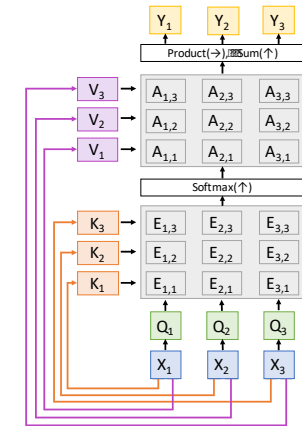 Y1 Y2 Y3
Product(→), Sum(↑)
V3 A1,3 A2,3 A3,3
V2 A1,2 A2,2 A3,2
V1 A1,1 A2,1 A3,1
Softmax(↑)
K3 E1,3 E2,3 E3,3
K2 E1,2 E2,2 E3,2
K1 E1,1 E2,1 E3,1
Q1 Q2 Q3
X1 X2 X3